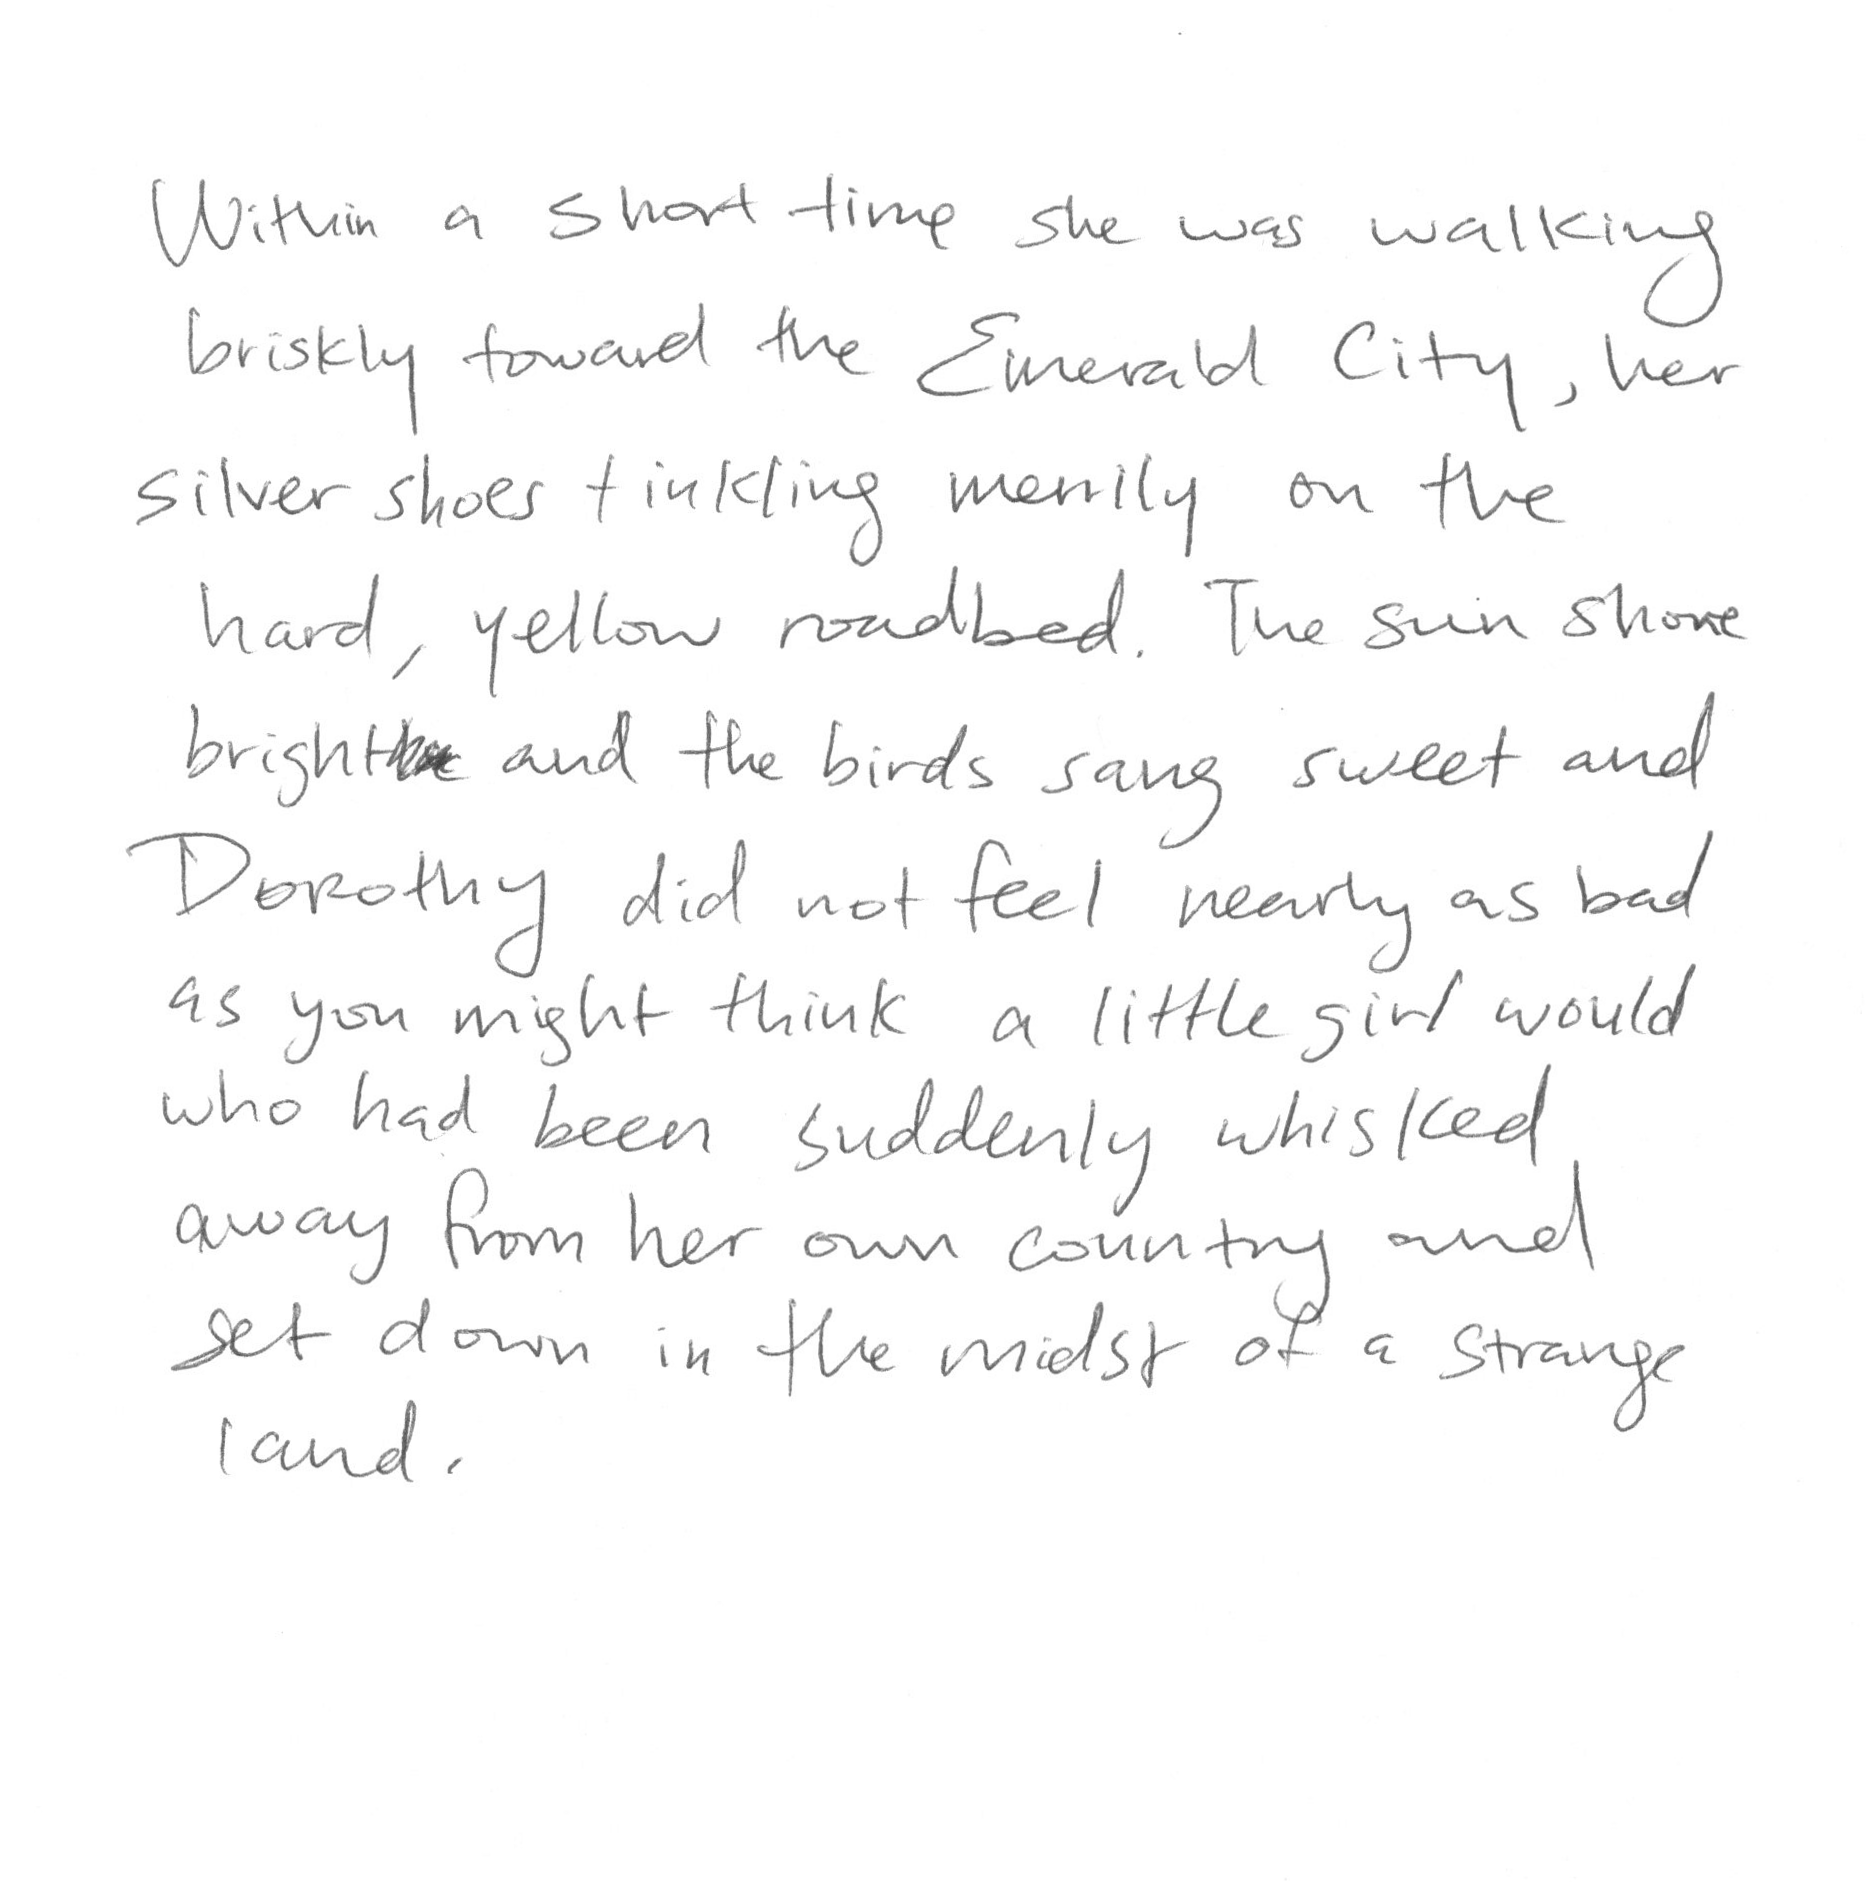 Within a short time she was walking
briskly toward the Emerald City, her
silver shoes tinkling merrily on the
hard, yellow roadbed. The sun shone
bright and the birds sang sweet and
Dorothy did not feel nearly as bad
as you might think a little girl would
who had been suddenly whisked
away from her own country and
set down in the midst of a strange
land.